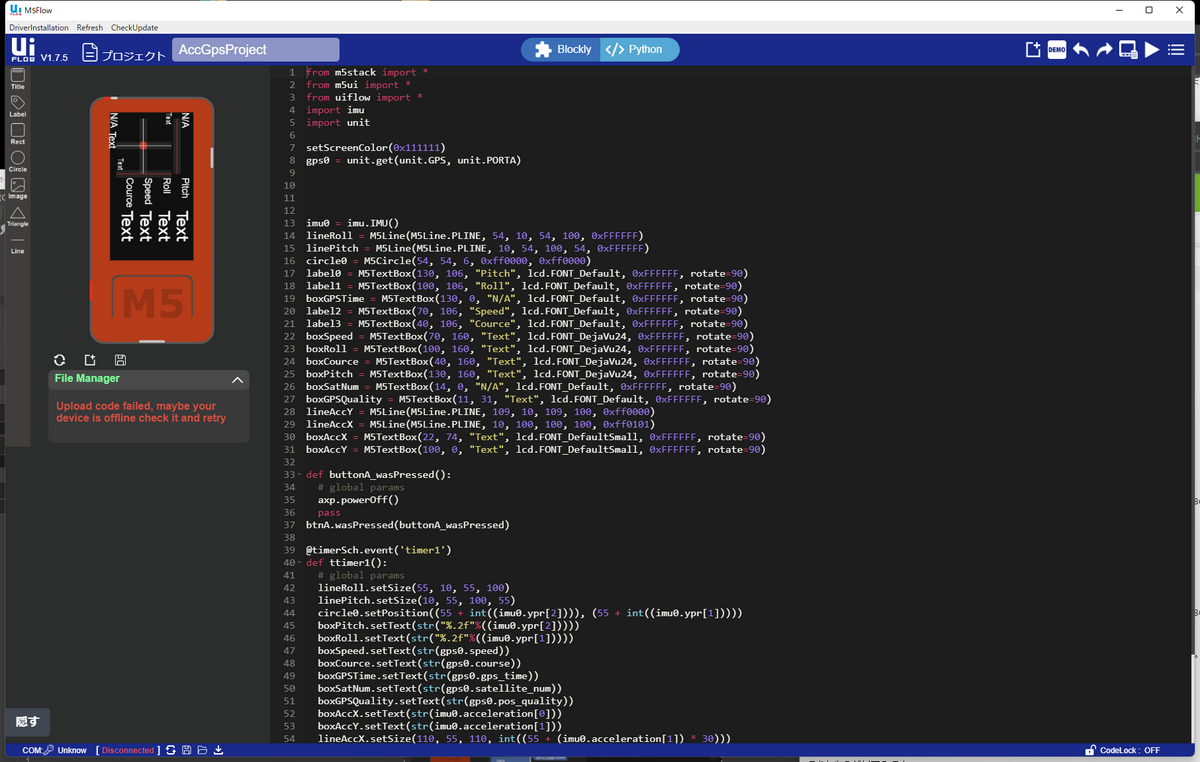 M5Flow
DriverInstallation Refresh CheckUpdate
Ui FLOW V1.7.5 プロジェクト AccGpsProject Blockly </> Python DEMO
Title
Label
Rect
Circle
Image
Triangle
Line
N/A
Text
N/A
Text
Text
Pitch Text
Roll Text
Speed Text
Cource Text
M5
File Manager
Upload code failed, maybe your
device is offline check it and retry
隠す
1 from m5stack import *
2 from m5ui import *
3 from uiflow import *
4 import imu
5 import unit
6
7 setScreenColor(0x111111)
8 gps0 = unit.get(unit.GPS, unit.PORTA)
9
10
11
12
13 imu0 = imu.IMU()
14 lineRoll = M5Line(M5Line.PLINE, 54, 10, 54, 100, 0xFFFFFF)
15 linePitch = M5Line(M5Line.PLINE, 10, 54, 100, 54, 0xFFFFFF)
16 circle0 = M5Circle(54, 54, 6, 0xff0000, 0xff0000)
17 label0 = M5TextBox(130, 106, "Pitch", lcd.FONT_Default, 0xFFFFFF, rotate=90)
18 label1 = M5TextBox(100, 106, "Roll", lcd.FONT_Default, 0xFFFFFF, rotate=90)
19 boxGPSTime = M5TextBox(130, 0, "N/A", lcd.FONT_Default, 0xFFFFFF, rotate=90)
20 label2 = M5TextBox(70, 106, "Speed", lcd.FONT_Default, 0xFFFFFF, rotate=90)
21 label3 = M5TextBox(40, 106, "Cource", lcd.FONT_Default, 0xFFFFFF, rotate=90)
22 boxSpeed = M5TextBox(70, 160, "Text", lcd.FONT_DejaVu24, 0xFFFFFF, rotate=90)
23 boxRoll = M5TextBox(100, 160, "Text", lcd.FONT_DejaVu24, 0xFFFFFF, rotate=90)
24 boxCource = M5TextBox(40, 160, "Text", lcd.FONT_DejaVu24, 0xFFFFFF, rotate=90)
25 boxPitch = M5TextBox(130, 160, "Text", lcd.FONT_DejaVu24, 0xFFFFFF, rotate=90)
26 boxSatNum = M5TextBox(14, 0, "N/A", lcd.FONT_Default, 0xFFFFFF, rotate=90)
27 boxGPSQuality = M5TextBox(11, 31, "Text", lcd.FONT_Default, 0xFFFFFF, rotate=90)
28 lineAccY = M5Line(M5Line.PLINE, 109, 10, 109, 100, 0xff0000)
29 lineAccX = M5Line(M5Line.PLINE, 10, 100, 100, 100, 0xff0101)
30 boxAccX = M5TextBox(22, 74, "Text", lcd.FONT_DefaultSmall, 0xFFFFFF, rotate=90)
31 boxAccY = M5TextBox(100, 0, "Text", lcd.FONT_DefaultSmall, 0xFFFFFF, rotate=90)
32
33 def buttonA_wasPressed():
34 # global params
35 axp.powerOff()
36 pass
37 btnA.wasPressed(buttonA_wasPressed)
38
39 @timerSch.event('timer1')
40 def ttimer1():
41 # global params
42 lineRoll.setSize(55, 10, 55, 100)
43 linePitch.setSize(10, 55, 100, 55)
44 circle0.setPosition((55 + int((imu0.ypr[2]))), (55 + int((imu0.ypr[1]))))
45 boxPitch.setText(str("%.2f"%((imu0.ypr[2]))))
46 boxRoll.setText(str("%.2f"%((imu0.ypr[1]))))
47 boxSpeed.setText(str(gps0.speed))
48 boxCource.setText(str(gps0.course))
49 boxGPSTime.setText(str(gps0.gps_time))
50 boxSatNum.setText(str(gps0.satellite_num))
51 boxGPSQuality.setText(str(gps0.pos_quality))
52 boxAccX.setText(str(imu0.acceleration[0]))
53 boxAccY.setText(str(imu0.acceleration[1]))
54 lineAccX.setSize(110, 55, 110, int((55 + (imu0.acceleration[1]) * 30)))
COM: Unknow [ Disconnected ] CodeLock : OFF